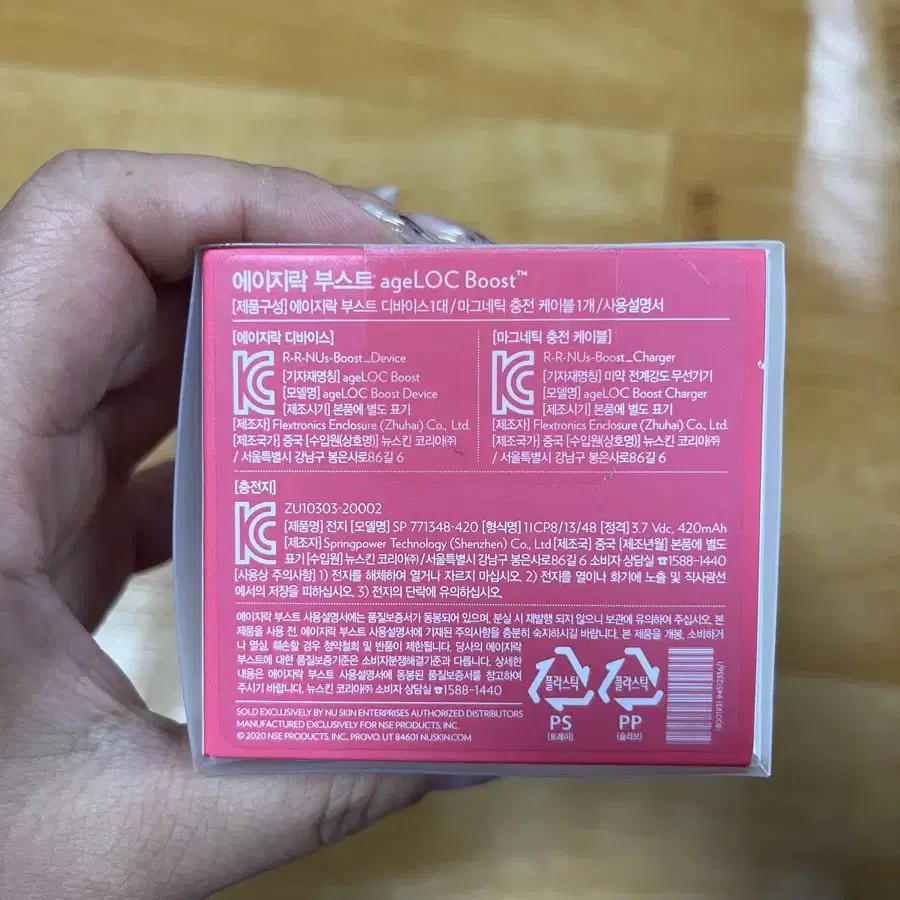 에이지락 부스트 ageLOC Boost™
[제품구성] 에이지락 부스트 디바이스1대 / 마그네틱 충전 케이블1개 / 사용설명서
[에이지락 디바이스]
R-R-NUs-Boost_Device
[기자재명칭] ageLOC Boost
[모델명] ageLOC Boost Device
[제조시기] 본품에 별도 표기
[제조자] Flextronics Enclosure (Zhuhai) Co., Ltd.
[제조국가] 중국 [수입원(상호명)] 뉴스킨 코리아㈜
/ 서울특별시 강남구 봉은사로86길 6
[마그네틱 충전 케이블]
R-R-NUs-Boost_Charger
[기자재명칭] 미약 전계강도 무선기기
[모델명] ageLOC Boost Charger
[제조시기] 본품에 별도 표기
[제조자] Flextronics Enclosure (Zhuhai) Co., Ltd.
[제조국가] 중국 [수입원(상호명)] 뉴스킨 코리아㈜
/ 서울특별시 강남구 봉은사로86길 6
[충전지]
ZU10303-20002
[제품명] 전지 [모델명] SP 771348-420 [형식명] 1ICP8/13/48 [정격] 3.7 Vdc, 420mAh
[제조자] Springpower Technology (Shenzhen) Co., Ltd [제조국] 중국 [제조년월] 본품에 별도
표기 [수입원] 뉴스킨 코리아㈜ / 서울특별시 강남구 봉은사로86길 6 소비자 상담실 ☎1588-1440
[사용상 주의사항] 1) 전지를 해체하여 열거나 자르지 마십시오. 2) 전지를 열이나 화기에 노출 및 직사광선
에서의 저장을 피하십시오. 3) 전지의 단락에 유의하십시오.
에이지락 부스트 사용설명서에는 품질보증서가 동봉되어 있으며, 분실 시 재발행 되지 않으니 보관에 유의하여 주십시오. 본
제품을 사용 전, 에이지락 부스트 사용설명서에 기재된 주의사항을 충분히 숙지하시길 바랍니다. 본 제품을 개봉, 소비하거
나 멸실, 훼손할 경우 청약철회 및 반품이 제한됩니다. 당사의 에이지락
부스트에 대한 품질보증기준은 소비자분쟁해결기준과 다릅니다. 상세한
내용은 에이지락 부스트 사용설명서에 동봉된 품질보증서를 참고하여
주시기 바랍니다. 뉴스킨 코리아㈜ 소비자 상담실 ☎1588-1440
SOLD EXCLUSIVELY BY NU SKIN ENTERPRISES AUTHORIZED DISTRIBUTORS
MANUFACTURED EXCLUSIVELY FOR NSE PRODUCTS, INC.
© 2020 NSE PRODUCTS, INC., PROVO, UT 84601 NUSKIN.COM
플라스틱
PS
(트레이)
플라스틱
PP
(슬리브)